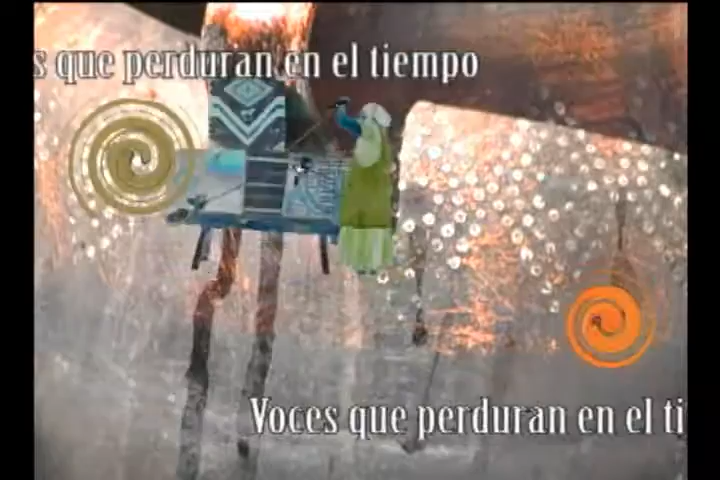 s que perduran en el tiempo
Voces que perduran en el ti